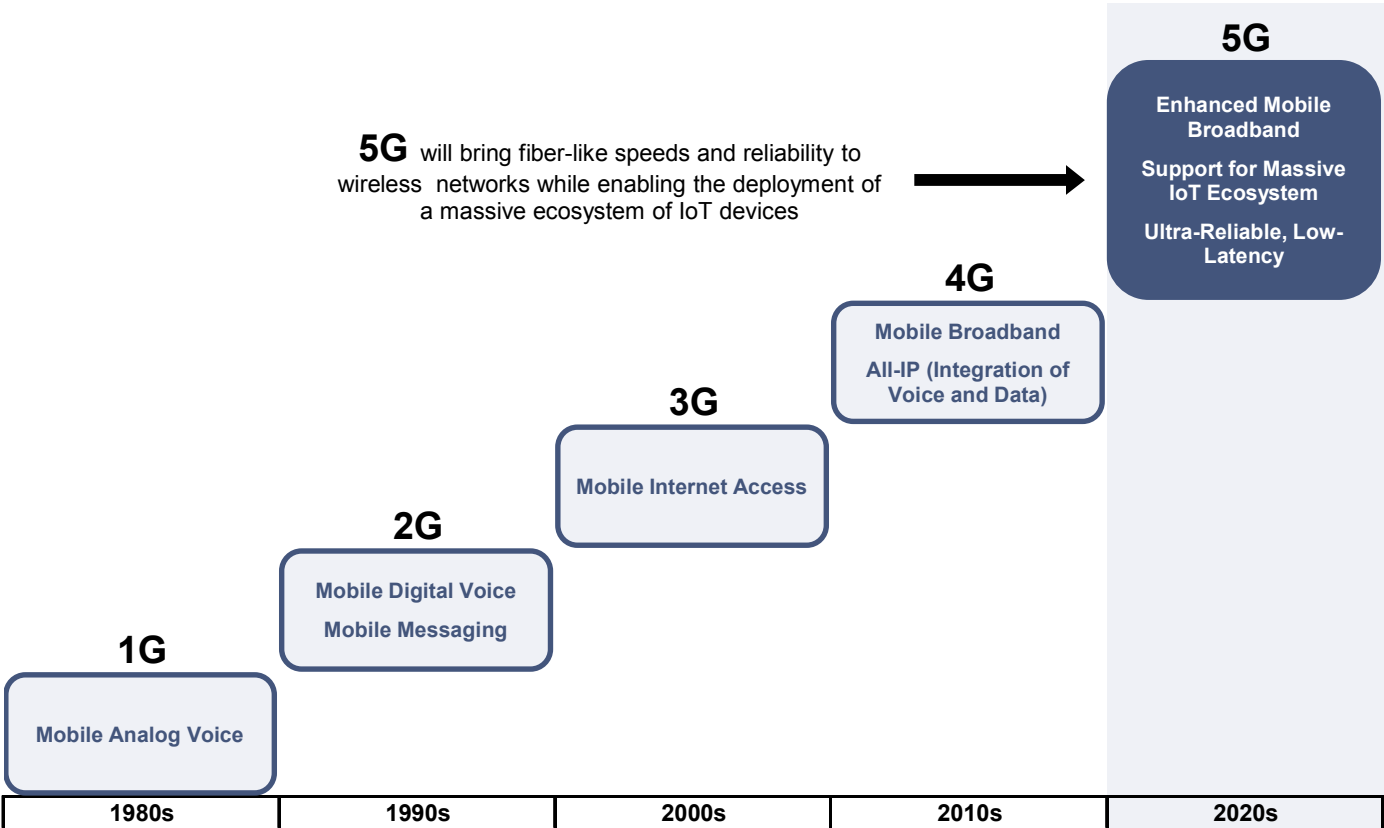 5G
Enhanced Mobile
Broadband
Support for Massive
IoT Ecosystem
Ultra-Reliable, Low-
Latency
5G will bring fiber-like speeds and reliability to
wireless networks while enabling the deployment of
a massive ecosystem of IoT devices
4G
Mobile Broadband
All-IP (Integration of
Voice and Data)
3G
Mobile Internet Access
2G
Mobile Digital Voice
Mobile Messaging
1G
Mobile Analog Voice
1980s 1990s 2000s 2010s 2020s